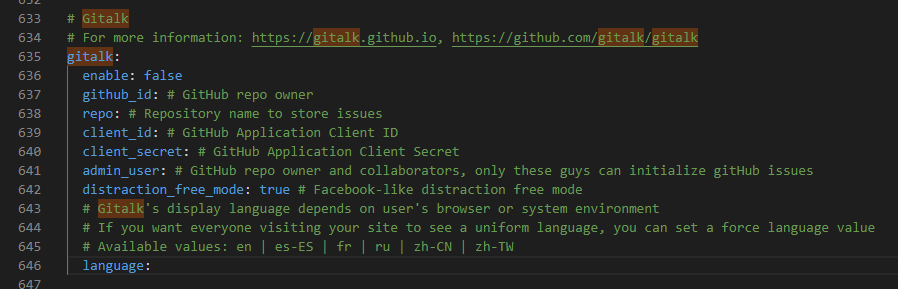 632
633 # Gitalk
634 # For more information: https://gitalk.github.io, https://github.com/gitalk/gitalk
635 gitalk:
636 enable: false
637 github_id: # GitHub repo owner
638 repo: # Repository name to store issues
639 client_id: # GitHub Application Client ID
640 client_secret: # GitHub Application Client Secret
641 admin_user: # GitHub repo owner and collaborators, only these guys can initialize gitHub issues
642 distraction_free_mode: true # Facebook-like distraction free mode
643 # Gitalk's display language depends on user's browser or system environment
644 # If you want everyone visiting your site to see a uniform language, you can set a force language value
645 # Available values: en | es-ES | fr | ru | zh-CN | zh-TW
646 language:
647